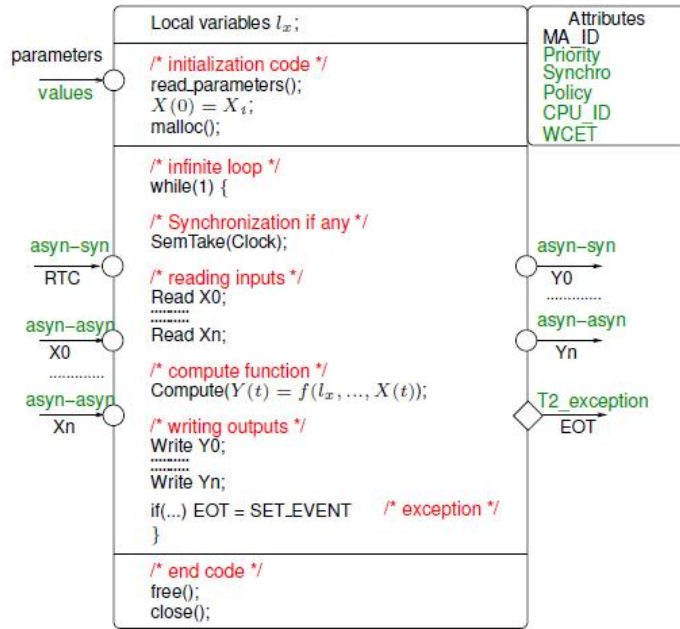 Local variables l_x;
Attributes
MA_ID
Priority
Synchro
Policy
CPU_ID
WCET
parameters
values
/* initialization code */
read_parameters();
X(0) = X_i;
malloc();
/* infinite loop */
while(1) {
/* Synchronization if any */
SemTake(Clock);
asyn-syn
RTC
/* reading inputs */
Read X0;
..........
Read Xn;
asyn-asyn
X0
.............
asyn-asyn
Xn
/* compute function */
Compute(Y(t) = f(l_x, ..., X(t));
/* writing outputs */
Write Y0;
..........
Write Yn;
if(...) EOT = SET_EVENT /* exception */
}
asyn-syn
Y0
.............
asyn-asyn
Yn
T2_exception
EOT
/* end code */
free();
close();